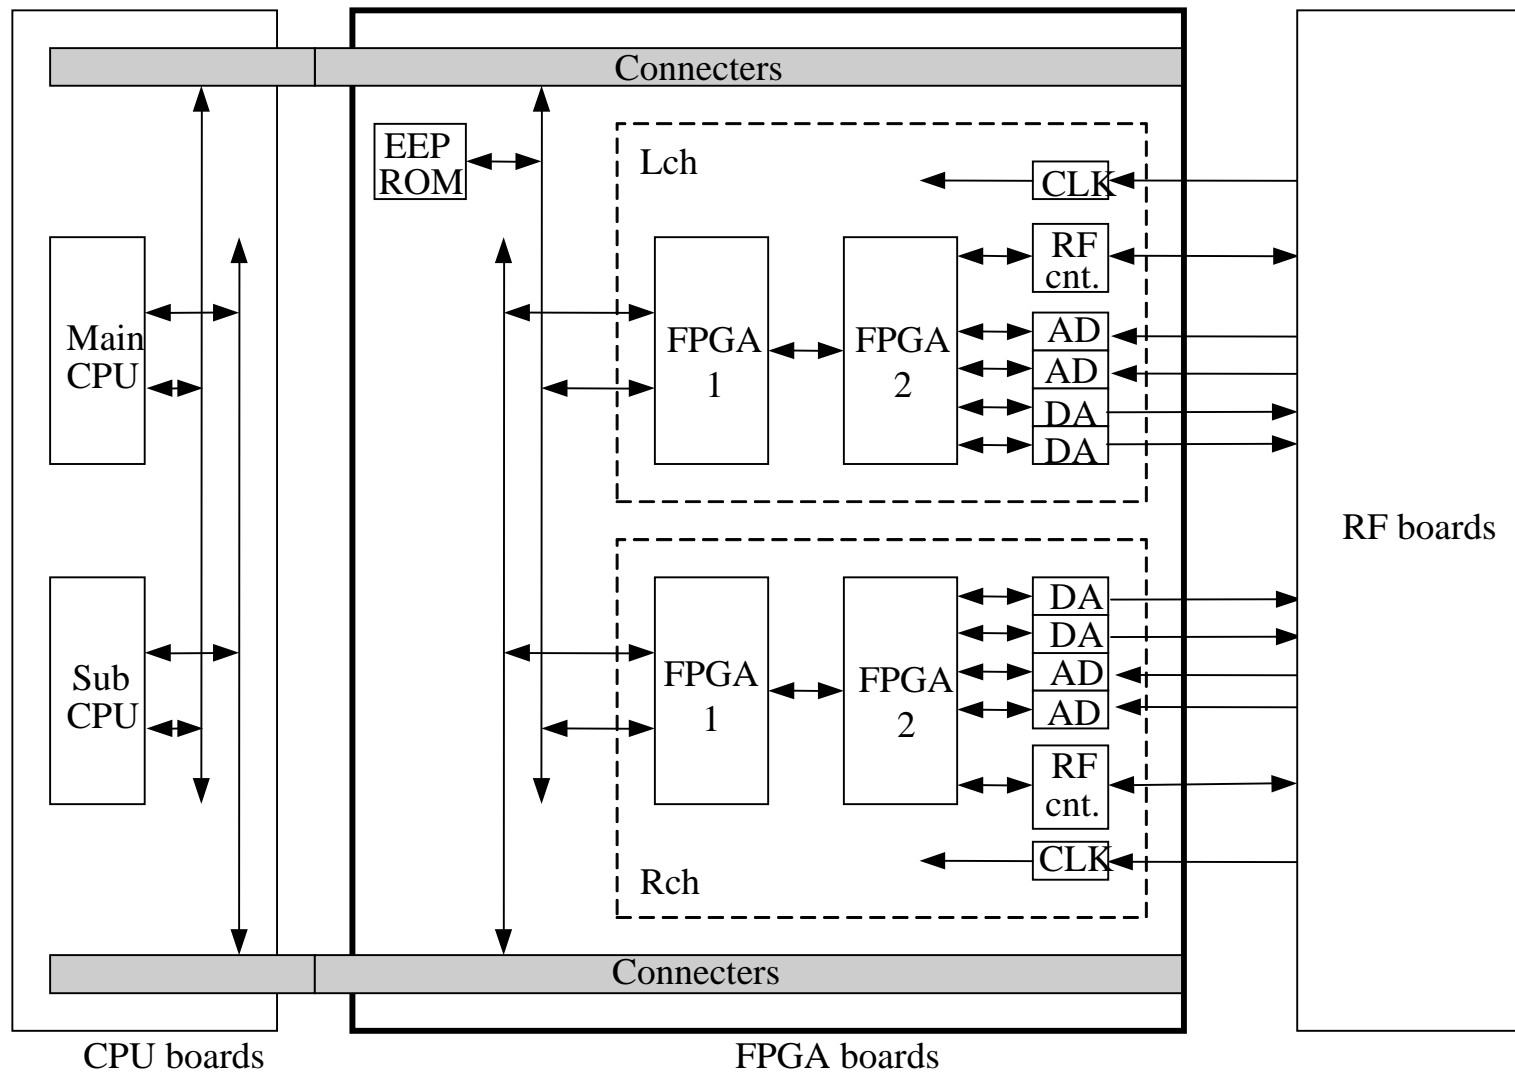 Connecters
EEP
ROM
Lch
CLK
RF
cnt.
Main
CPU
FPGA
1
FPGA
2
AD
AD
DA
DA
RF boards
Sub
CPU
FPGA
1
FPGA
2
DA
DA
AD
AD
RF
cnt.
CLK
Rch
Connecters
CPU boards
FPGA boards